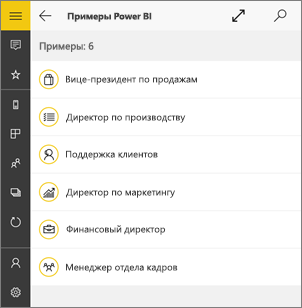 Примеры Power BI
Примеры: 6
Вице-президент по продажам
Директор по производству
Поддержка клиентов
Директор по маркетингу
Финансовый директор
Менеджер отдела кадров